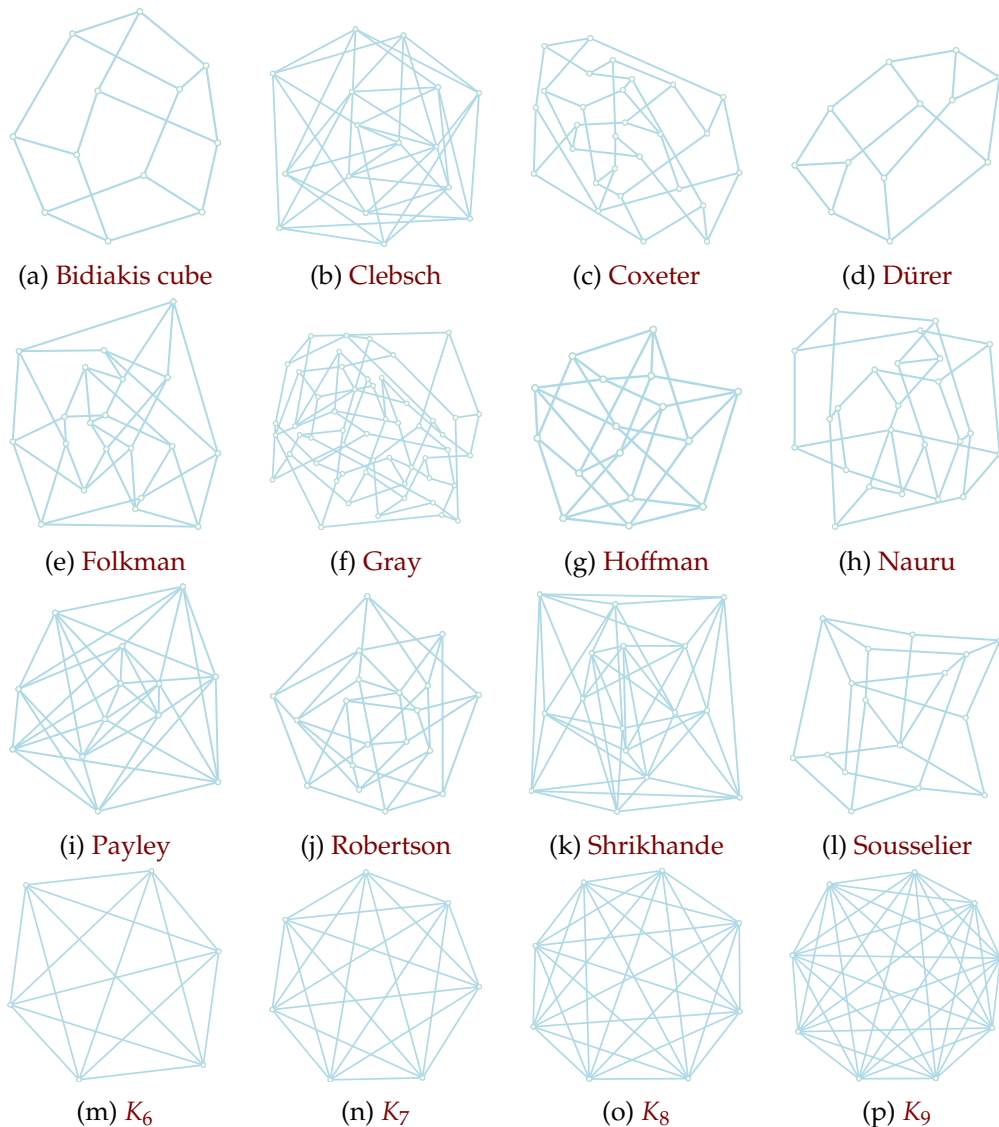 (a) Bidiakis cube (b) Clebsch (c) Coxeter (d) Dürer
(e) Folkman (f) Gray (g) Hoffman (h) Nauru
(i) Payley (j) Robertson (k) Shrikhande (l) Sousselier
(m) K₆ (n) K₇ (o) K₈ (p) K₉